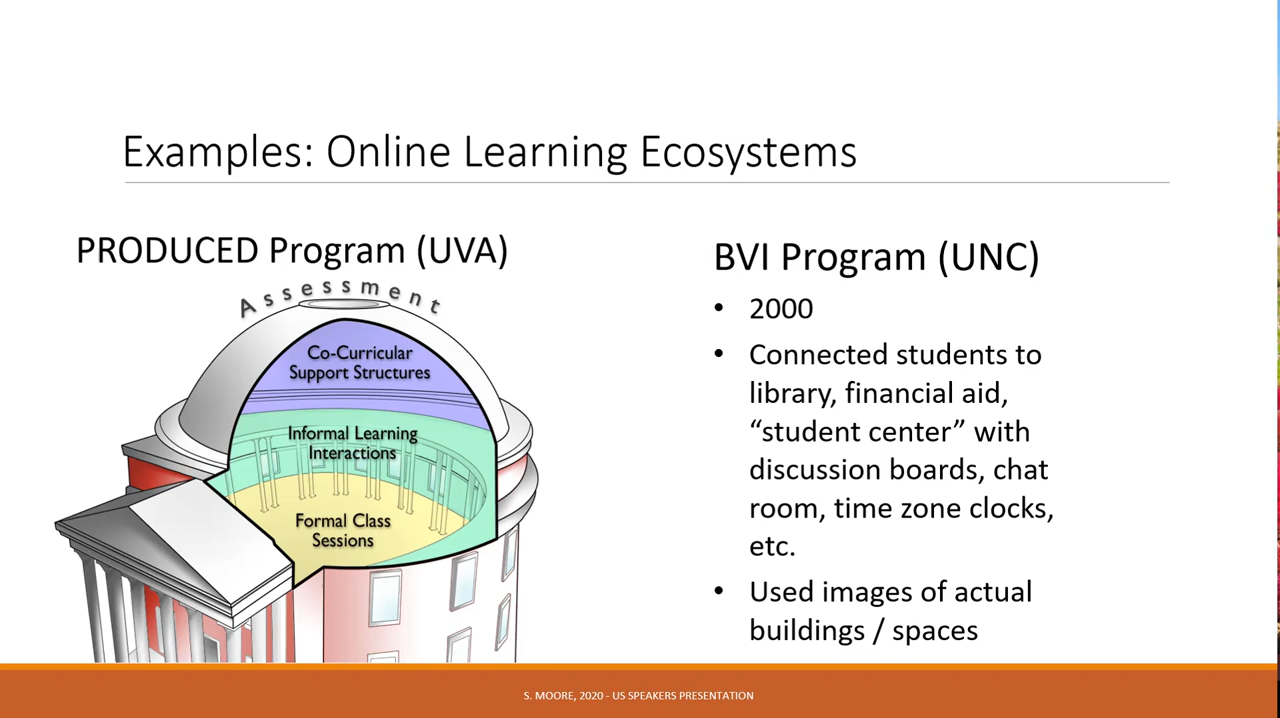 Examples: Online Learning Ecosystems
PRODUCED Program (UVA)
Assessment
Co-Curricular
Support Structures
Informal Learning
Interactions
Formal Class
Sessions
BVI Program (UNC)
• 2000
• Connected students to
library, financial aid,
“student center” with
discussion boards, chat
room, time zone clocks,
etc.
• Used images of actual
buildings / spaces
S. MOORE, 2020 - US SPEAKERS PRESENTATION